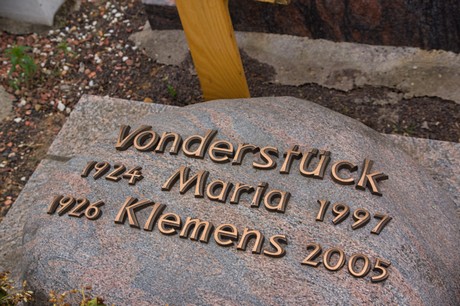 Vonderstück
1924 Maria 1997
1926 Klemens 2005